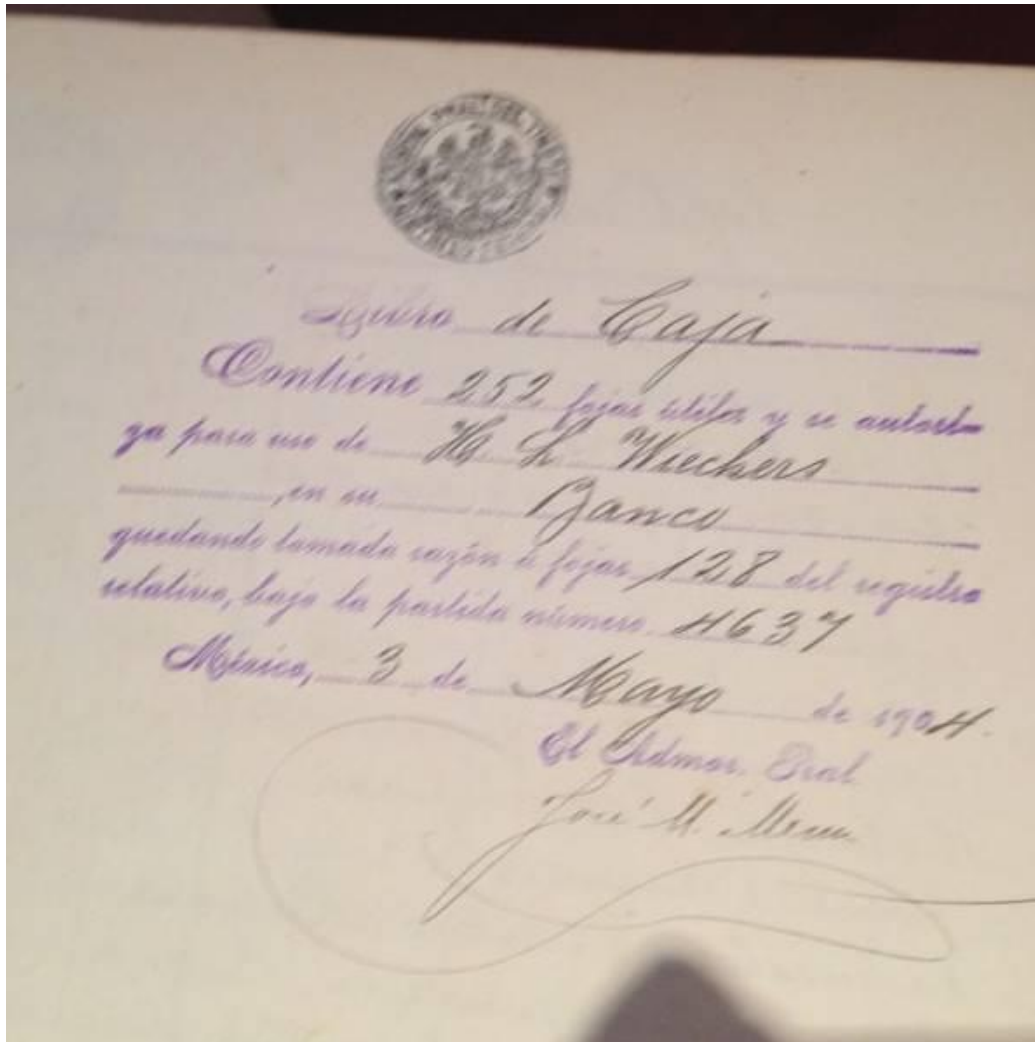 Libro de Caja
Contiene 252 fojas útiles y se autori-
za para uso de H. L. Wiechers
, en su Banco
quedando tomada razón á fojas 128 del registro
relativo, bajo la partida número 4637
México, 3 de Mayo de 1904.
El Admor. Pral.
José M.